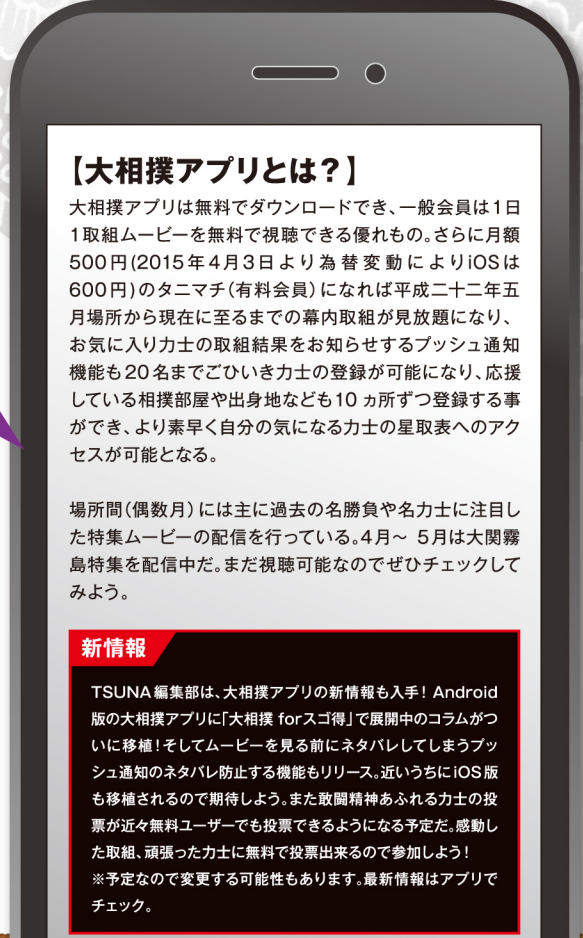 【大相撲アプリとは？】
大相撲アプリは無料でダウンロードでき、一般会員は1日
1取組ムービーを無料で視聴できる優れもの。さらに月額
500円(2015年4月3日より為替変動によりiOSは
600円)のタニマチ(有料会員)になれば平成二十二年五
月場所から現在に至るまでの幕内取組が見放題になり、
お気に入り力士の取組結果をお知らせするプッシュ通知
機能も20名までごひいき力士の登録が可能になり、応援
している相撲部屋や出身地なども10ヵ所ずつ登録する事
ができ、より素早く自分の気になる力士の星取表へのアク
セスが可能となる。
場所間(偶数月)には主に過去の名勝負や名力士に注目し
た特集ムービーの配信を行っている。4月～5月は大関霧
島特集を配信中だ。まだ視聴可能なのでぜひチェックして
みよう。
新情報
TSUNA編集部は、大相撲アプリの新情報も入手！Android
版の大相撲アプリに「大相撲 forスゴ得」で展開中のコラムがつ
いに移植！そしてムービーを見る前にネタバレしてしまうプッ
シュ通知のネタバレ防止する機能もリリース。近いうちにiOS版
も移植されるので期待しよう。また敢闘精神あふれる力士の投
票が近々無料ユーザーでも投票できるようになる予定だ。感動し
た取組、頑張った力士に無料で投票出来るので参加しよう！
※予定なので変更する可能性もあります。最新情報はアプリで
チェック。